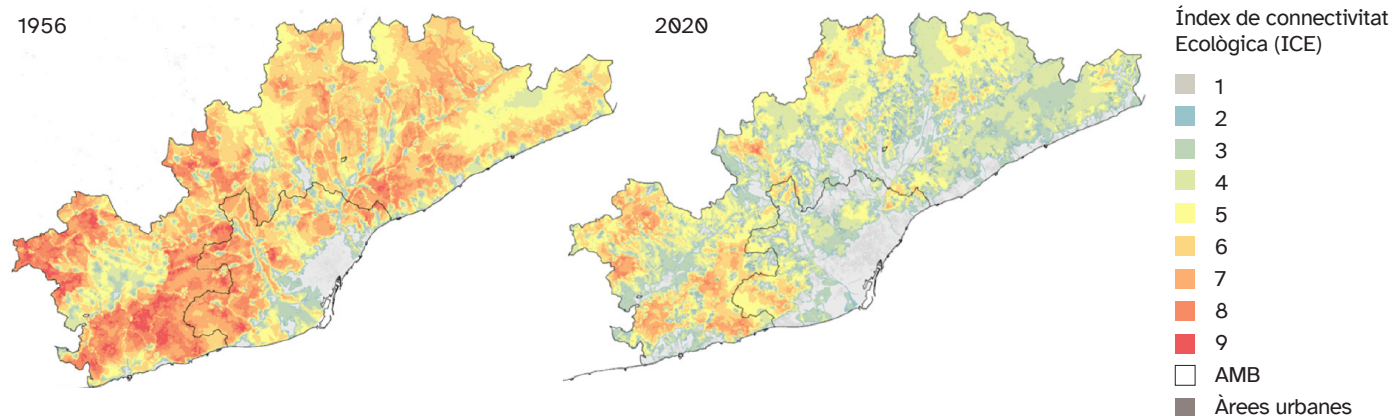 1956
2020
Índex de connectivitat
Ecològica (ICE)
1
2
3
4
5
6
7
8
9
AMB
Àrees urbanes